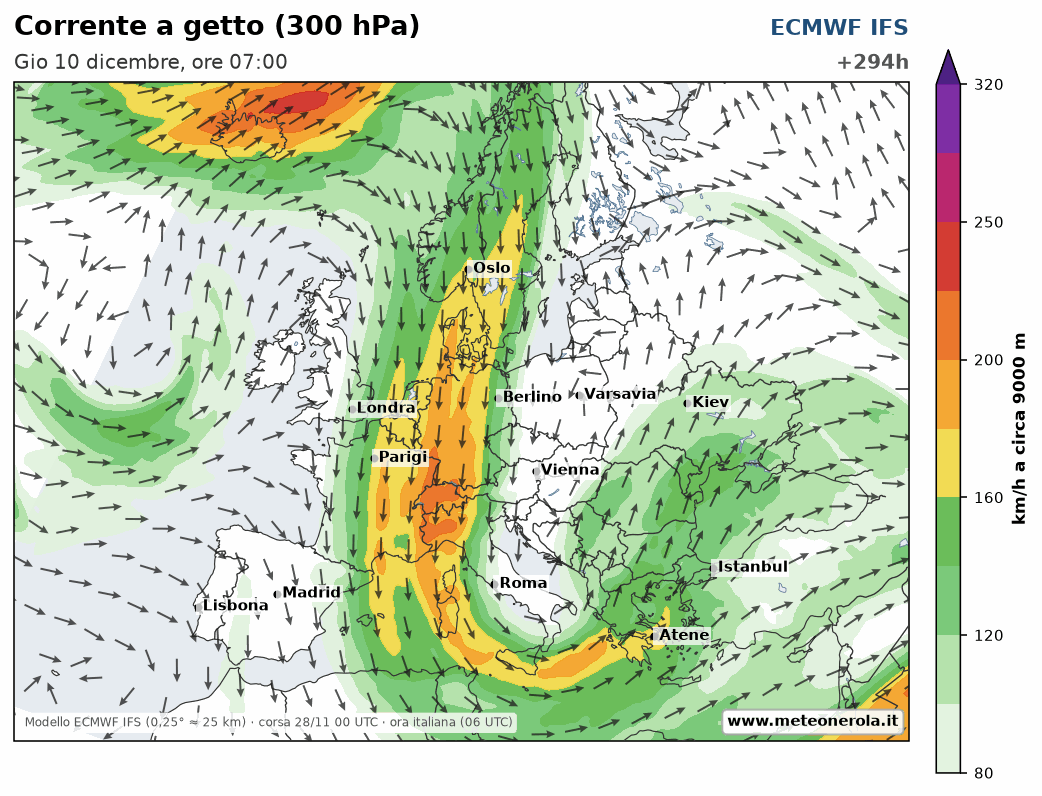 Corrente a getto (300 hPa)
ECMWF IFS
Gio 10 dicembre, ore 07:00
+294h
320
250
200
160
120
80
km/h a circa 9000 m
Oslo
Londra
Berlino
Varsavia
Kiev
Parigi
Vienna
Istanbul
Madrid
Roma
Lisbona
Atene
Modello ECMWF IFS (0,25° ≈ 25 km) · corsa 28/11 00 UTC · ora italiana (06 UTC)
www.meteonerola.it